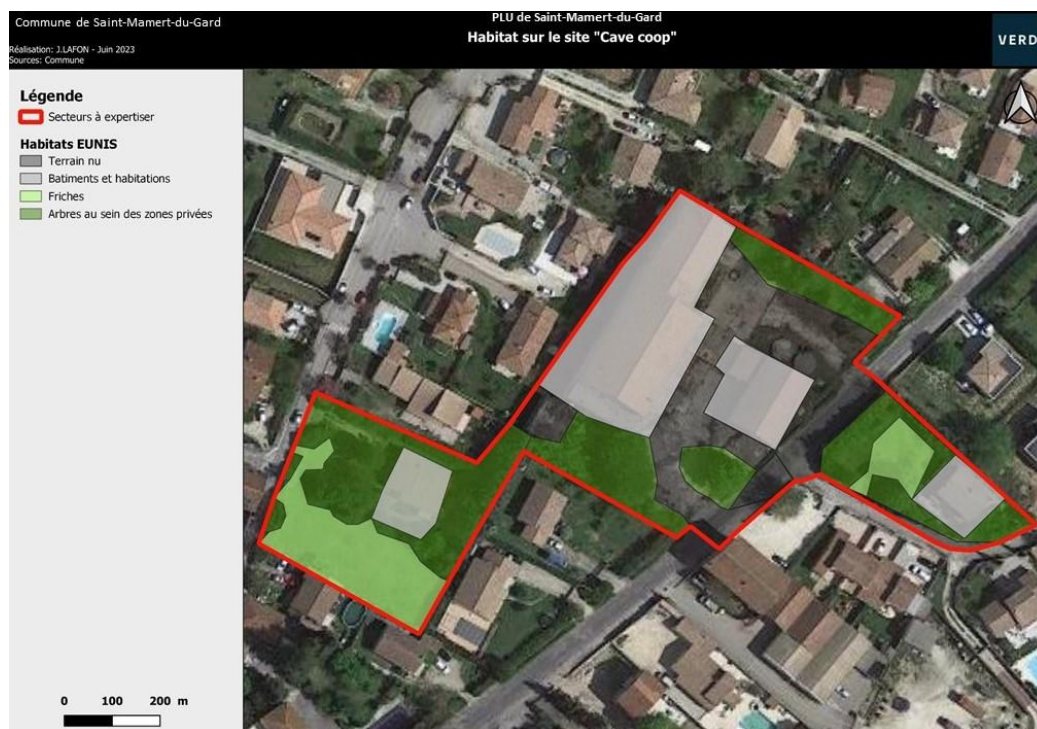 Commune de Saint-Mamert-du-Gard
Réalisation: J.LAFON - Juin 2023
Sources: Commune
PLU de Saint-Mamert-du-Gard
Habitat sur le site "Cave coop"
VERD
Légende
Secteurs à expertiser
Habitats EUNIS
Terrain nu
Batiments et habitations
Friches
Arbres au sein des zones privées
0 100 200 m